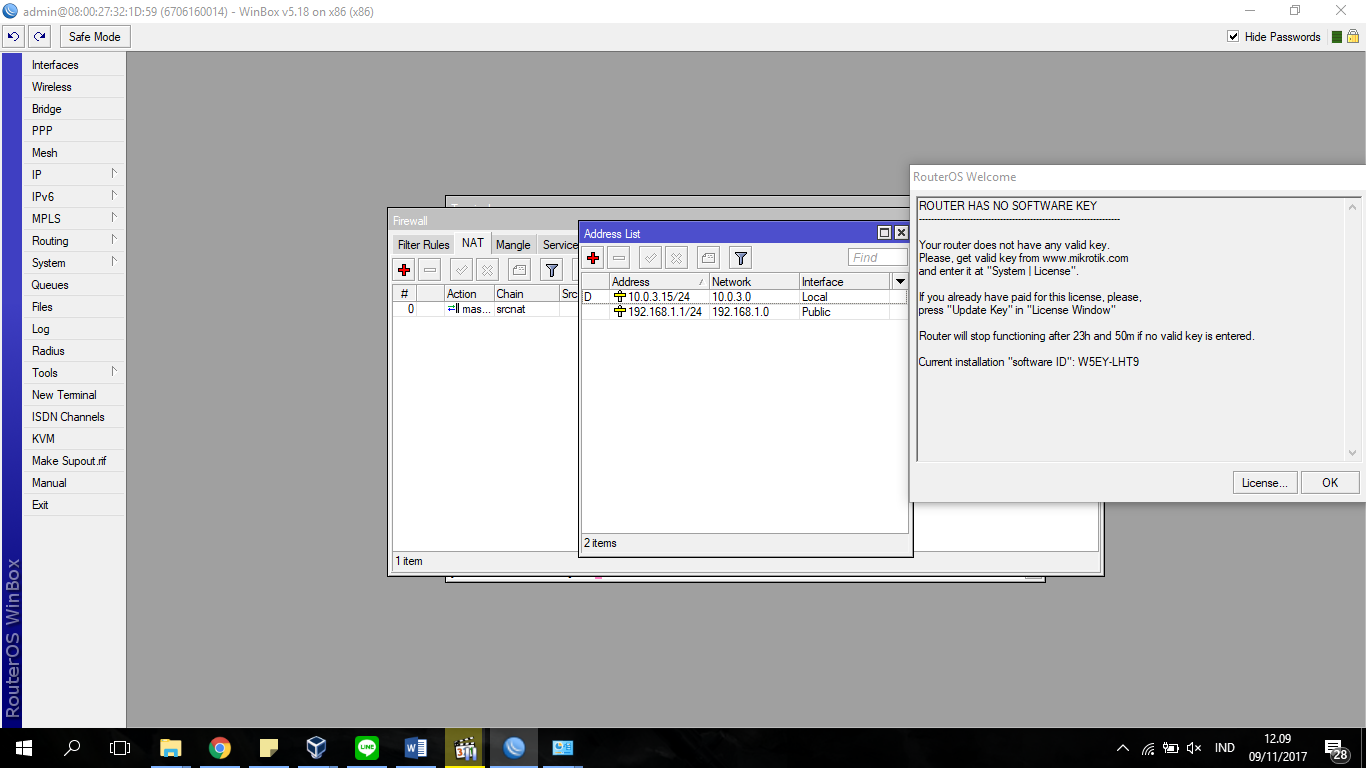 admin@08:00:27:32:1D:59 (6706160014) - WinBox v5.18 on x86 (x86)
Safe Mode
Hide Passwords
Interfaces
Wireless
Bridge
PPP
Mesh
IP
IPv6
MPLS
Routing
System
Queues
Files
Log
Radius
Tools
New Terminal
ISDN Channels
KVM
Make Supout.rif
Manual
Exit
RouterOS WinBox
Firewall
Filter Rules NAT Mangle Service
# Action Chain Src
0 mas... srcnat
1 item
Address List
Find
Address Network Interface
D 10.0.3.15/24 10.0.3.0 Local
192.168.1.1/24 192.168.1.0 Public
2 items
RouterOS Welcome
ROUTER HAS NO SOFTWARE KEY
----------------------------------------------------------------------
Your router does not have any valid key.
Please, get valid key from www.mikrotik.com
and enter it at "System | License".
If you already have paid for this license, please,
press "Update Key" in "License Window"
Router will stop functioning after 23h and 50m if no valid key is entered.
Current installation "software ID": W5EY-LHT9
License... OK
LINE
IND
12.09
09/11/2017
28